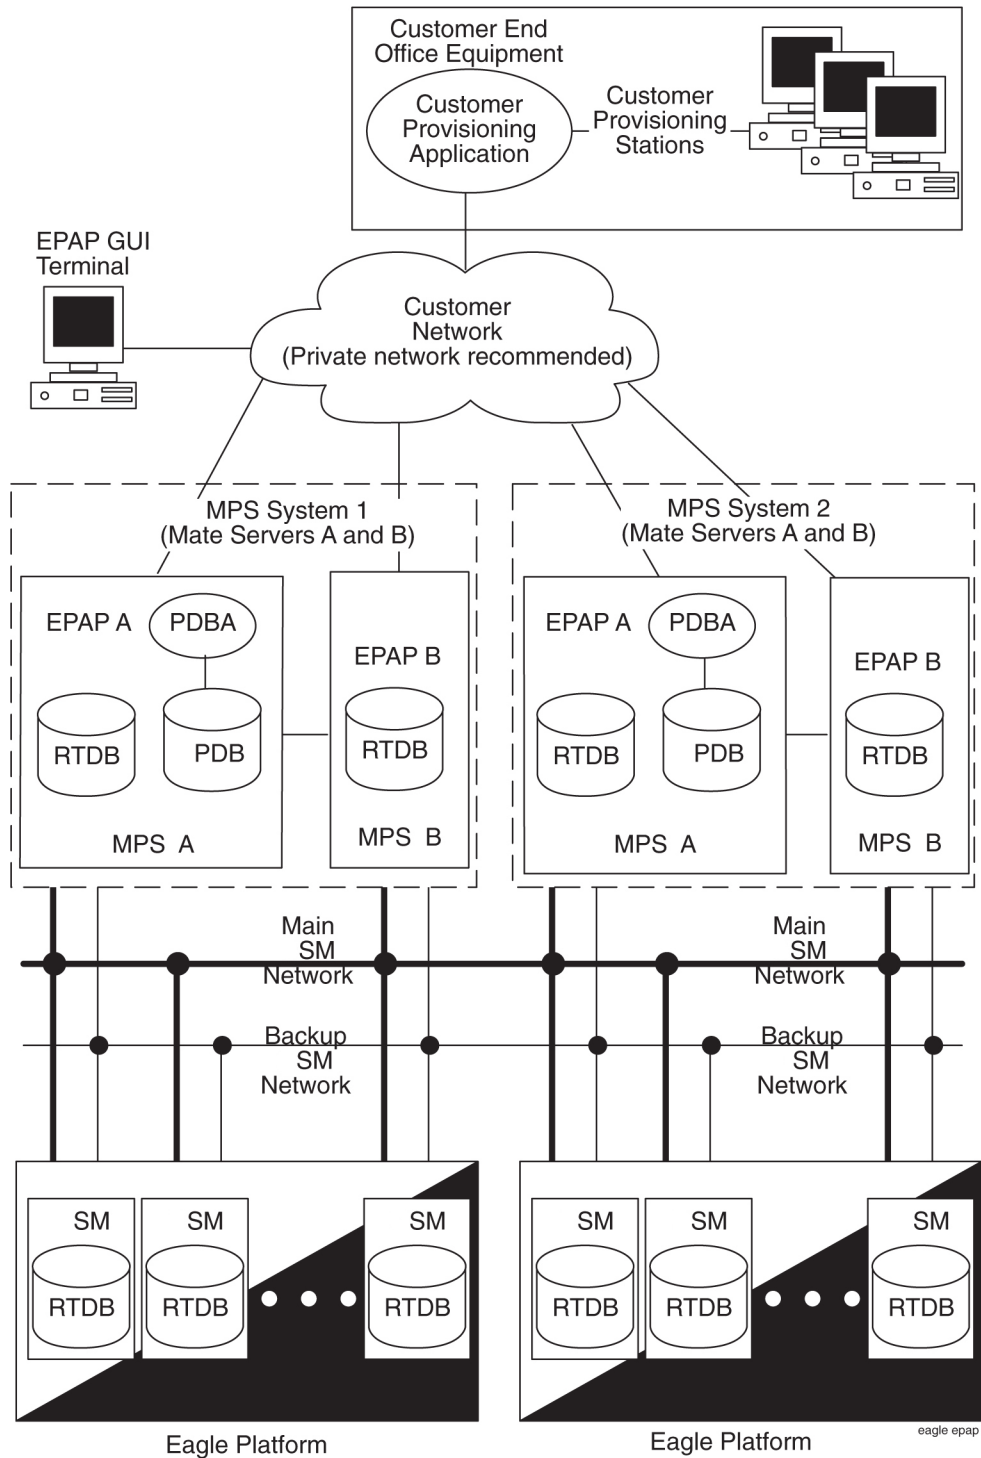 Customer End
Office Equipment
Customer
Provisioning
Application
Customer
Provisioning
Stations
EPAP GUI
Terminal
Customer
Network
(Private network recommended)
MPS System 1
(Mate Servers A and B)
EPAP A
PDBA
RTDB
PDB
MPS A
EPAP B
RTDB
MPS B
MPS System 2
(Mate Servers A and B)
EPAP A
PDBA
RTDB
PDB
MPS A
EPAP B
RTDB
MPS B
Main
SM
Network
Main
SM
Network
Backup
SM
Network
Backup
SM
Network
SM
RTDB
SM
RTDB
SM
RTDB
Eagle Platform
SM
RTDB
SM
RTDB
SM
RTDB
Eagle Platform
eagle epap